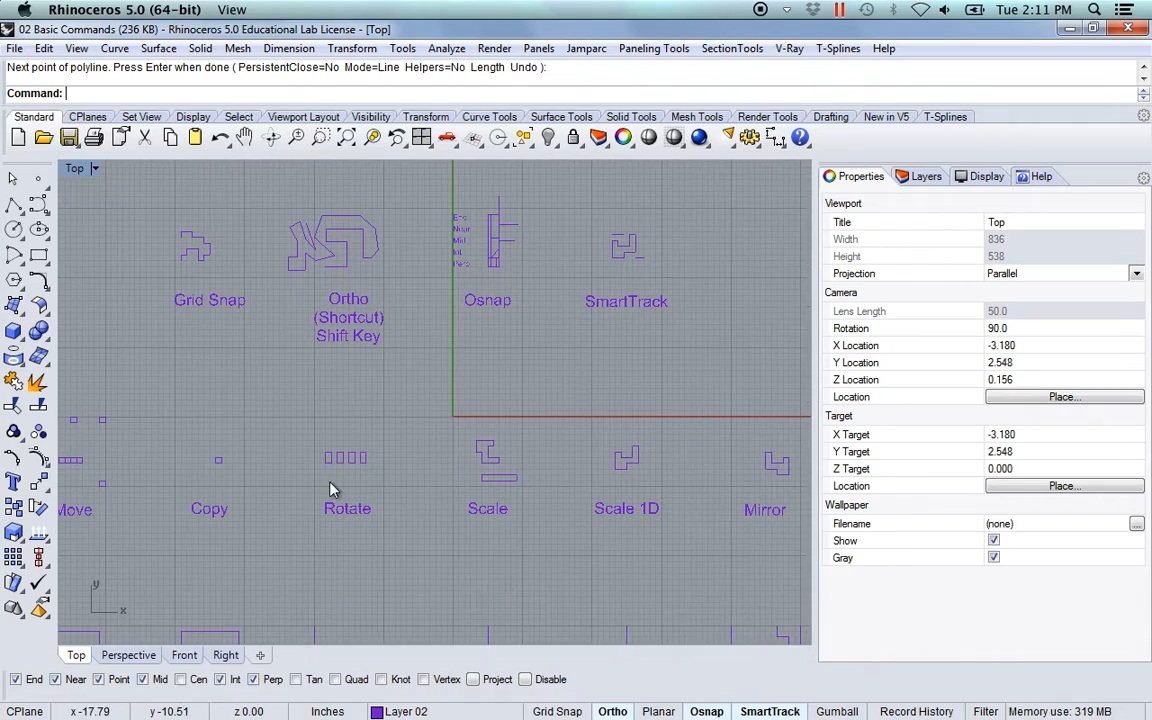 Rhinoceros 5.0 (64-bit) View Tue 2:11 PM
02 Basic Commands (236 KB) - Rhinoceros 5.0 Educational Lab License - [Top]
File Edit View Curve Surface Solid Mesh Dimension Transform Tools Analyze Render Panels Jamparc Paneling Tools SectionTools V-Ray T-Splines Help
Next point of polyline. Press Enter when done ( PersistentClose=No Mode=Line Helpers=No Length Undo ):
Command:
Standard CPlanes Set View Display Select Viewport Layout Visibility Transform Curve Tools Surface Tools Solid Tools Mesh Tools Render Tools Drafting New in V5 T-Splines
Top
Properties Layers Display Help
Viewport
Title Top
Width 836
Height 538
Projection Parallel
Camera
Lens Length 50.0
Rotation 90.0
X Location -3.180
Y Location 2.548
Z Location 0.156
Location Place...
Target
X Target -3.180
Y Target 2.548
Z Target 0.000
Location Place...
Wallpaper
Filename (none) ...
Show
Gray
End
Near
Mid
Int
Perp
Grid Snap
Ortho
(Shortcut)
Shift Key
Osnap
SmartTrack
Move Copy Rotate Scale Scale 1D Mirror
y
x
Top Perspective Front Right
End Near Point Mid Cen Int Perp Tan Quad Knot Vertex Project Disable
CPlane x -17.79 y -10.51 z 0.00 Inches Layer 02 Grid Snap Ortho Planar Osnap SmartTrack Gumball Record History Filter Memory use: 319 MB